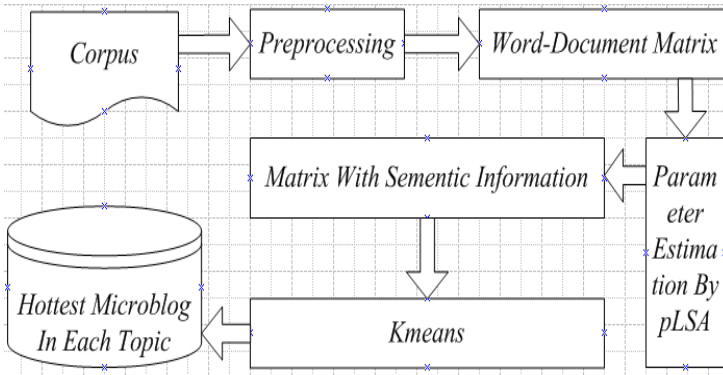 Corpus
Preprocessing
Word-Document Matrix
Param
eter
Estima
tion By
pLSA
Matrix With Sementic Information
Kmeans
Hottest Microblog
In Each Topic